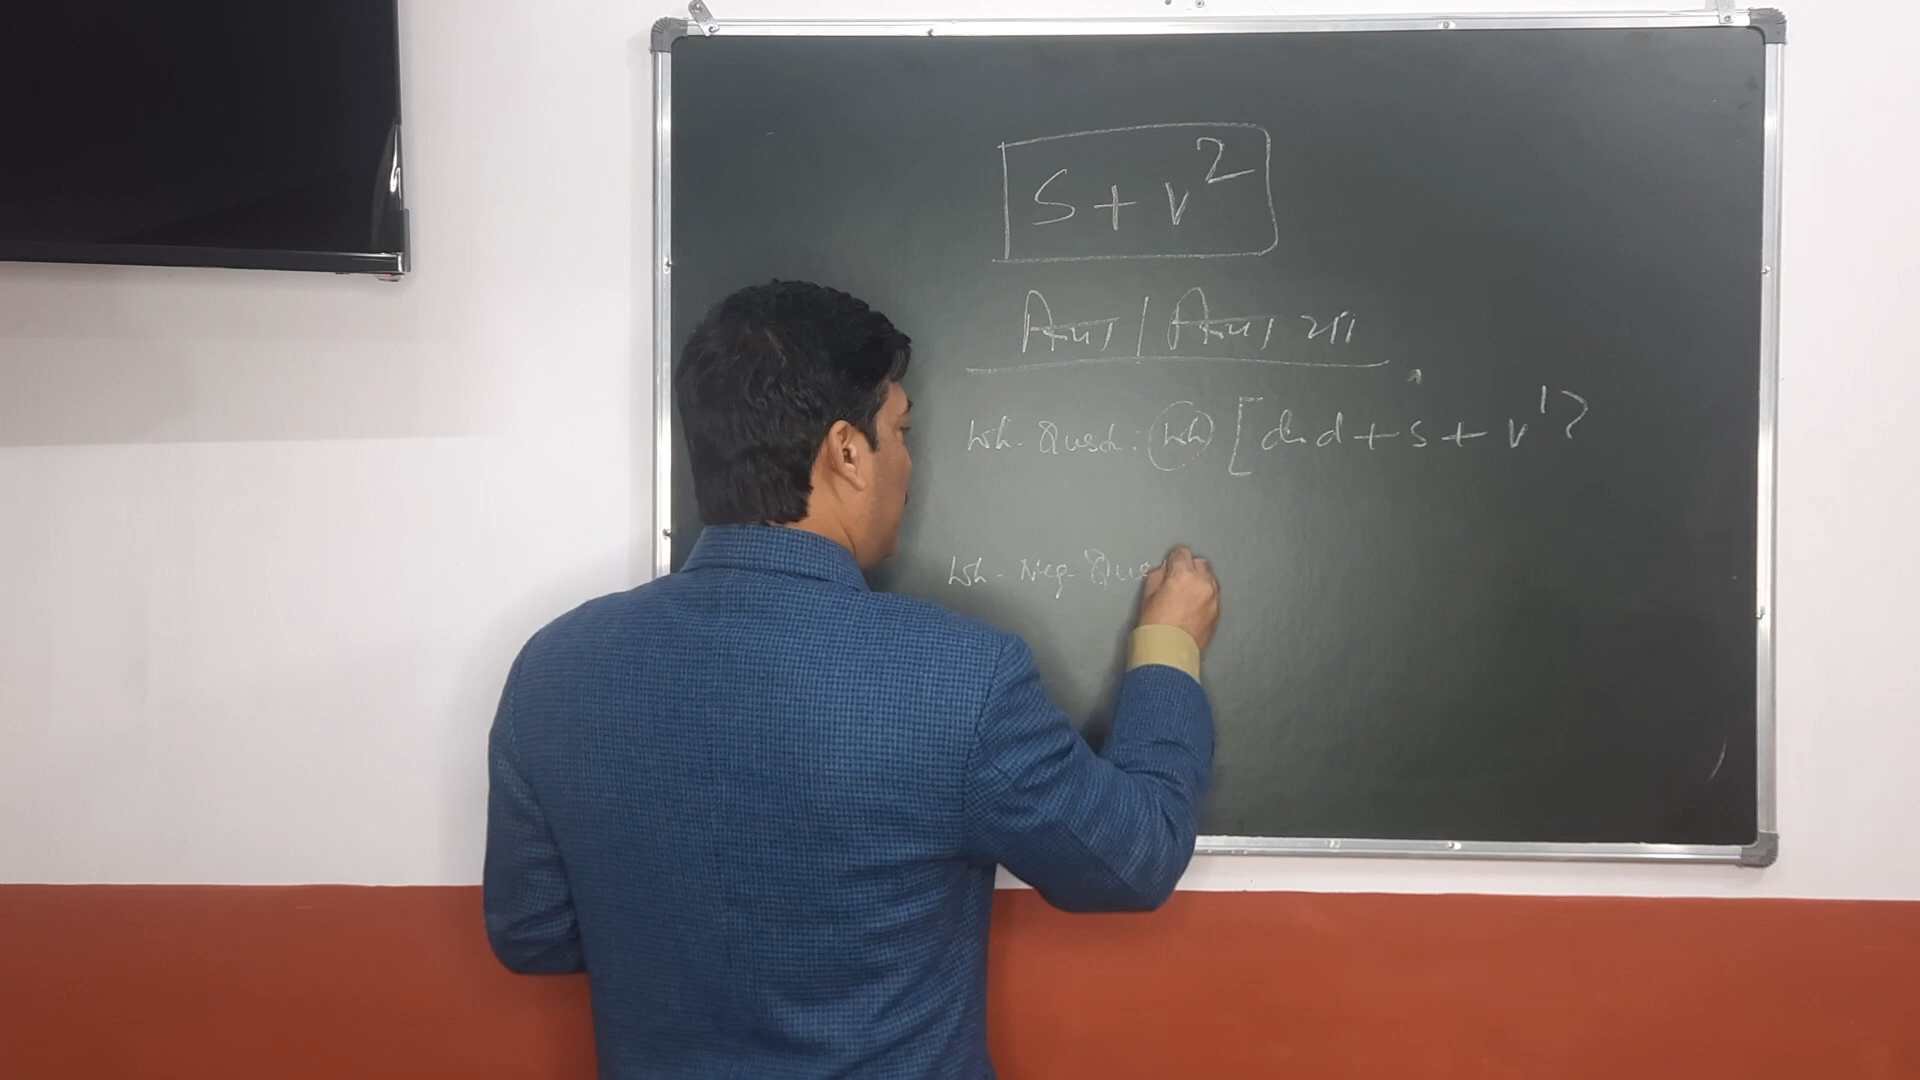 S + V²
Wh. Quest: Wh [did + S + V¹?
Wh - Neg. Ques